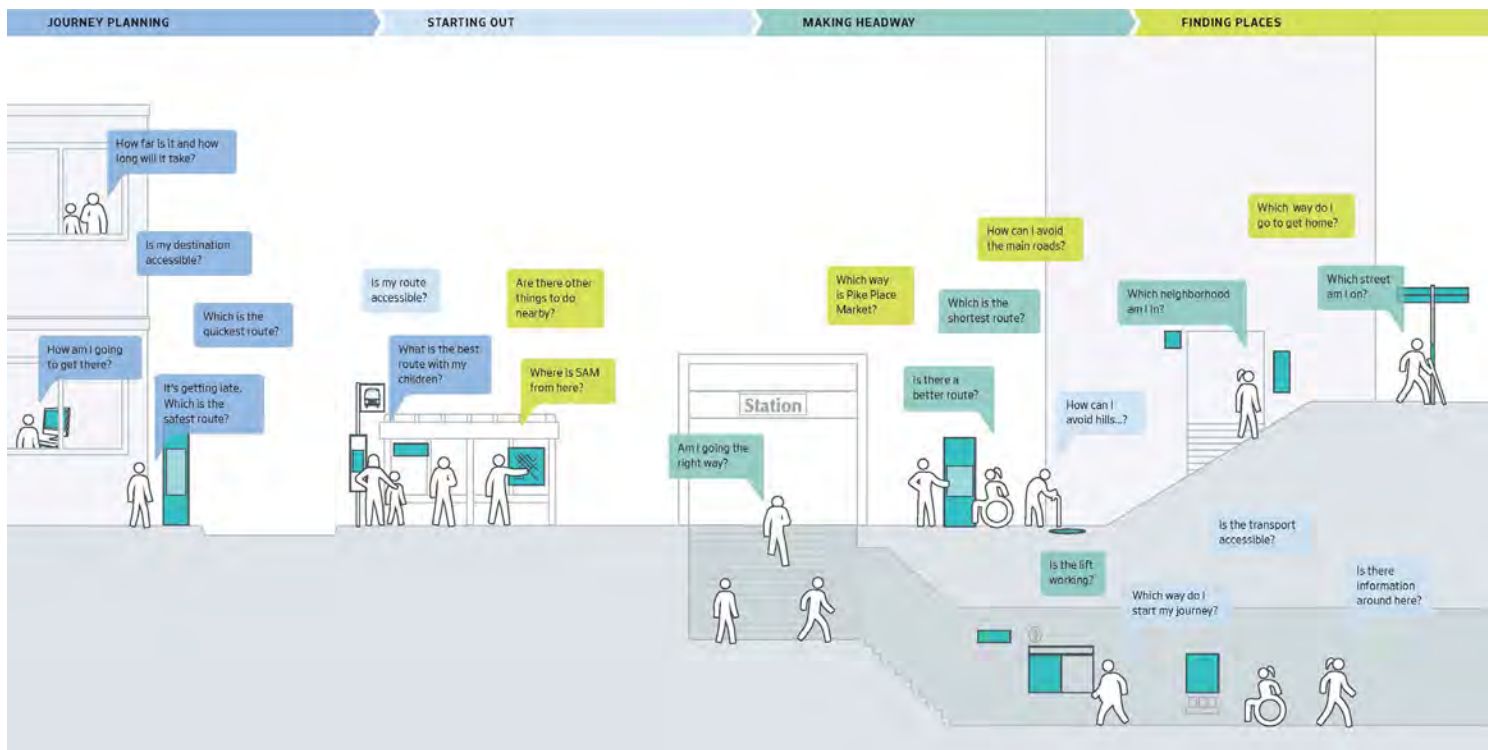 JOURNEY PLANNING
STARTING OUT
MAKING HEADWAY
FINDING PLACES
How far is it and how
long will it take?
Is my destination
accessible?
Which is the
quickest route?
How am I going
to get there?
It's getting late.
Which is the
safest route?
Is my route
accessible?
What is the best
route with my
children?
Are there other
things to do
nearby?
Where is SAM
from here?
Station
Am I going the
right way?
Which way
is Pike Place
Market?
How can I avoid
the main roads?
Which is the
shortest route?
Is there a
better route?
How can I
avoid hills...?
Which neighborhood
am I in?
Which way do I
go to get home?
Which street
am I on?
Is the lift
working?
Which way do I
start my journey?
Is the transport
accessible?
Is there
information
around here?